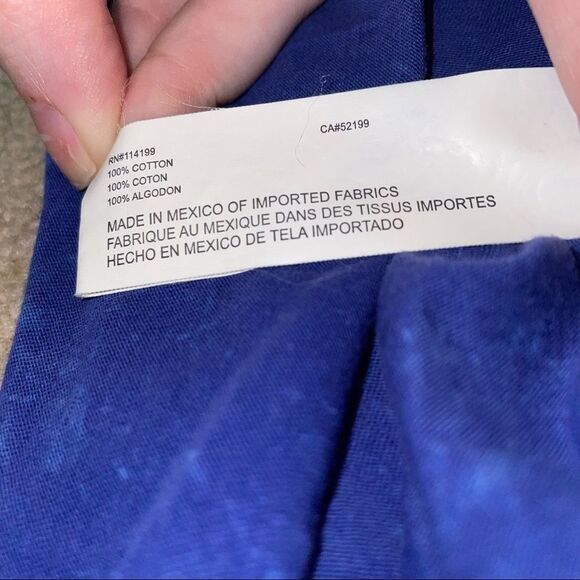 RN#114199
CA#52199
100% COTTON
100% COTON
100% ALGODON
MADE IN MEXICO OF IMPORTED FABRICS
FABRIQUE AU MEXIQUE DANS DES TISSUS IMPORTES
HECHO EN MEXICO DE TELA IMPORTADO